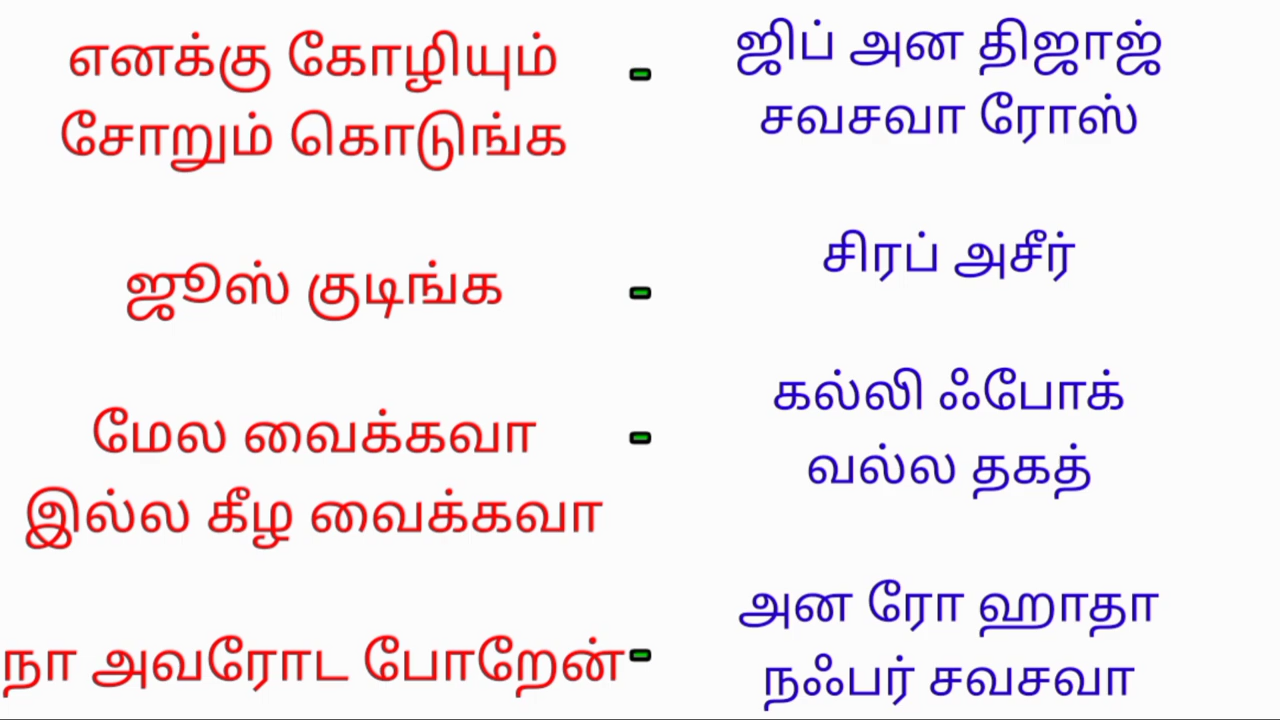 எனக்கு கோழியும்
சோறும் கொடுங்க
-
ஜிப் அன திஜாஜ்
சவசவா ரோஸ்
ஜூஸ் குடிங்க
-
சிரப் அசீர்
மேல வைக்கவா
இல்ல கீழ வைக்கவா
-
கல்லி ஃபோக்
வல்ல தகத்
நா அவரோட போறேன்
-
அன ரோ ஹாதா
நஃபர் சவசவா